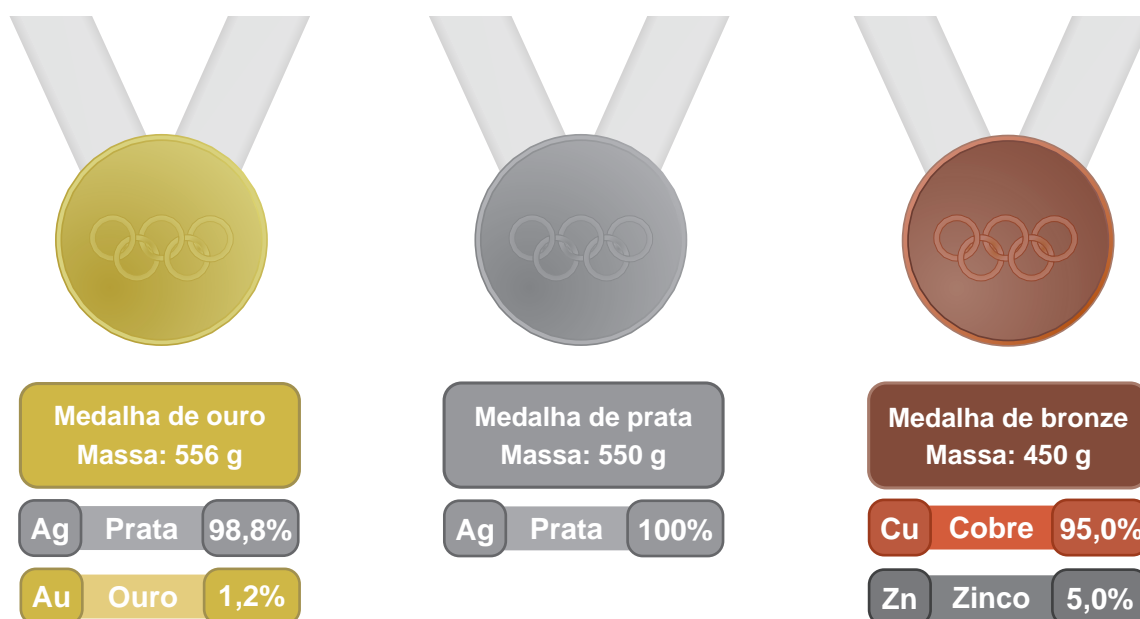 Medalha de ouro
Massa: 556 g
Ag Prata 98,8%
Au Ouro 1,2%
Medalha de prata
Massa: 550 g
Ag Prata 100%
Medalha de bronze
Massa: 450 g
Cu Cobre 95,0%
Zn Zinco 5,0%